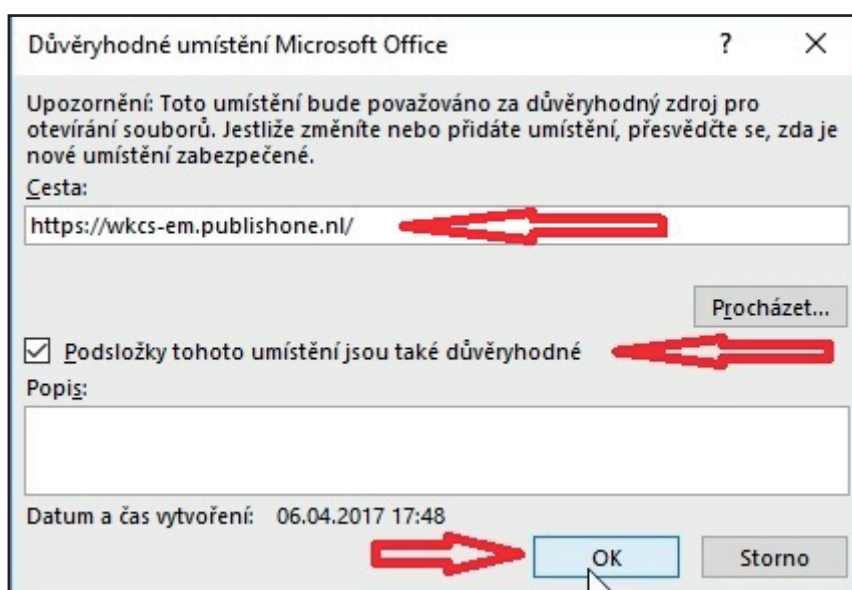 Důvěryhodné umístění Microsoft Office ? X
Upozornění: Toto umístění bude považováno za důvěryhodný zdroj pro
otevírání souborů. Jestliže změníte nebo přidáte umístění, přesvědčte se, zda je
nové umístění zabezpečené.
Cesta:
https://wkcs-em.publishone.nl/
Procházet...
Podsložky tohoto umístění jsou také důvěryhodné
Popis:
Datum a čas vytvoření: 06.04.2017 17:48
OK Storno